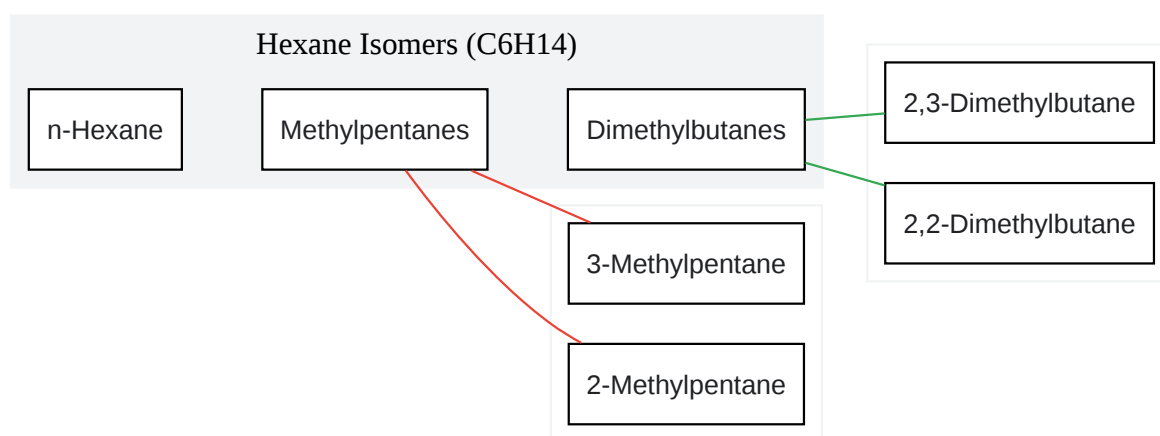 Hexane Isomers (C6H14)
n-Hexane
Methylpentanes
Dimethylbutanes
2,3-Dimethylbutane
2,2-Dimethylbutane
3-Methylpentane
2-Methylpentane